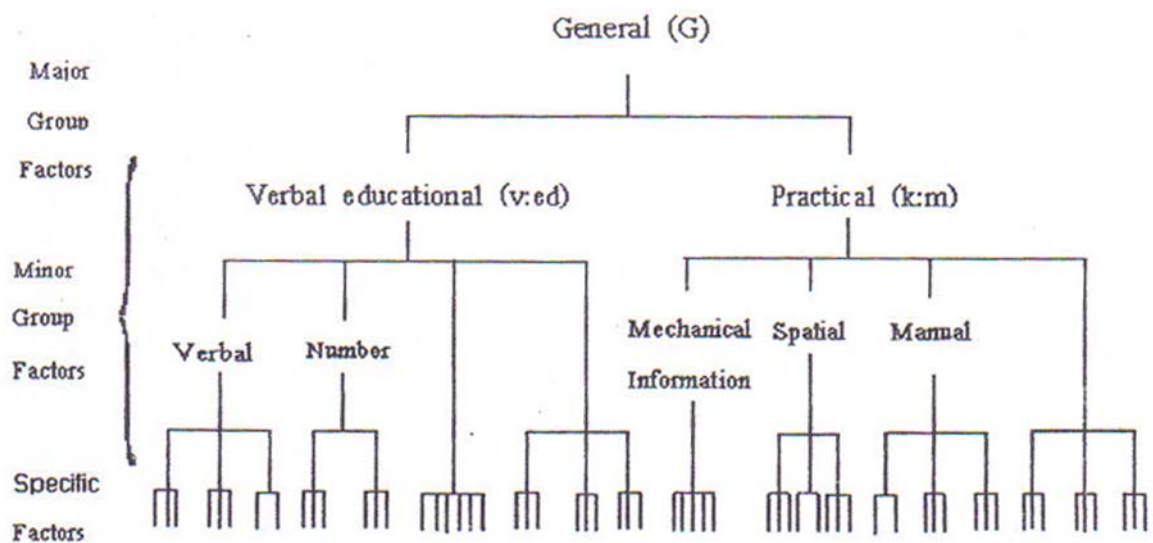 General (G)
Major
Group
Factors
Verbal educational (v:ed)
Practical (k:m)
Minor
Group
Factors
Verbal
Number
Mechanical
Information
Spatial
Manual
Specific
Factors